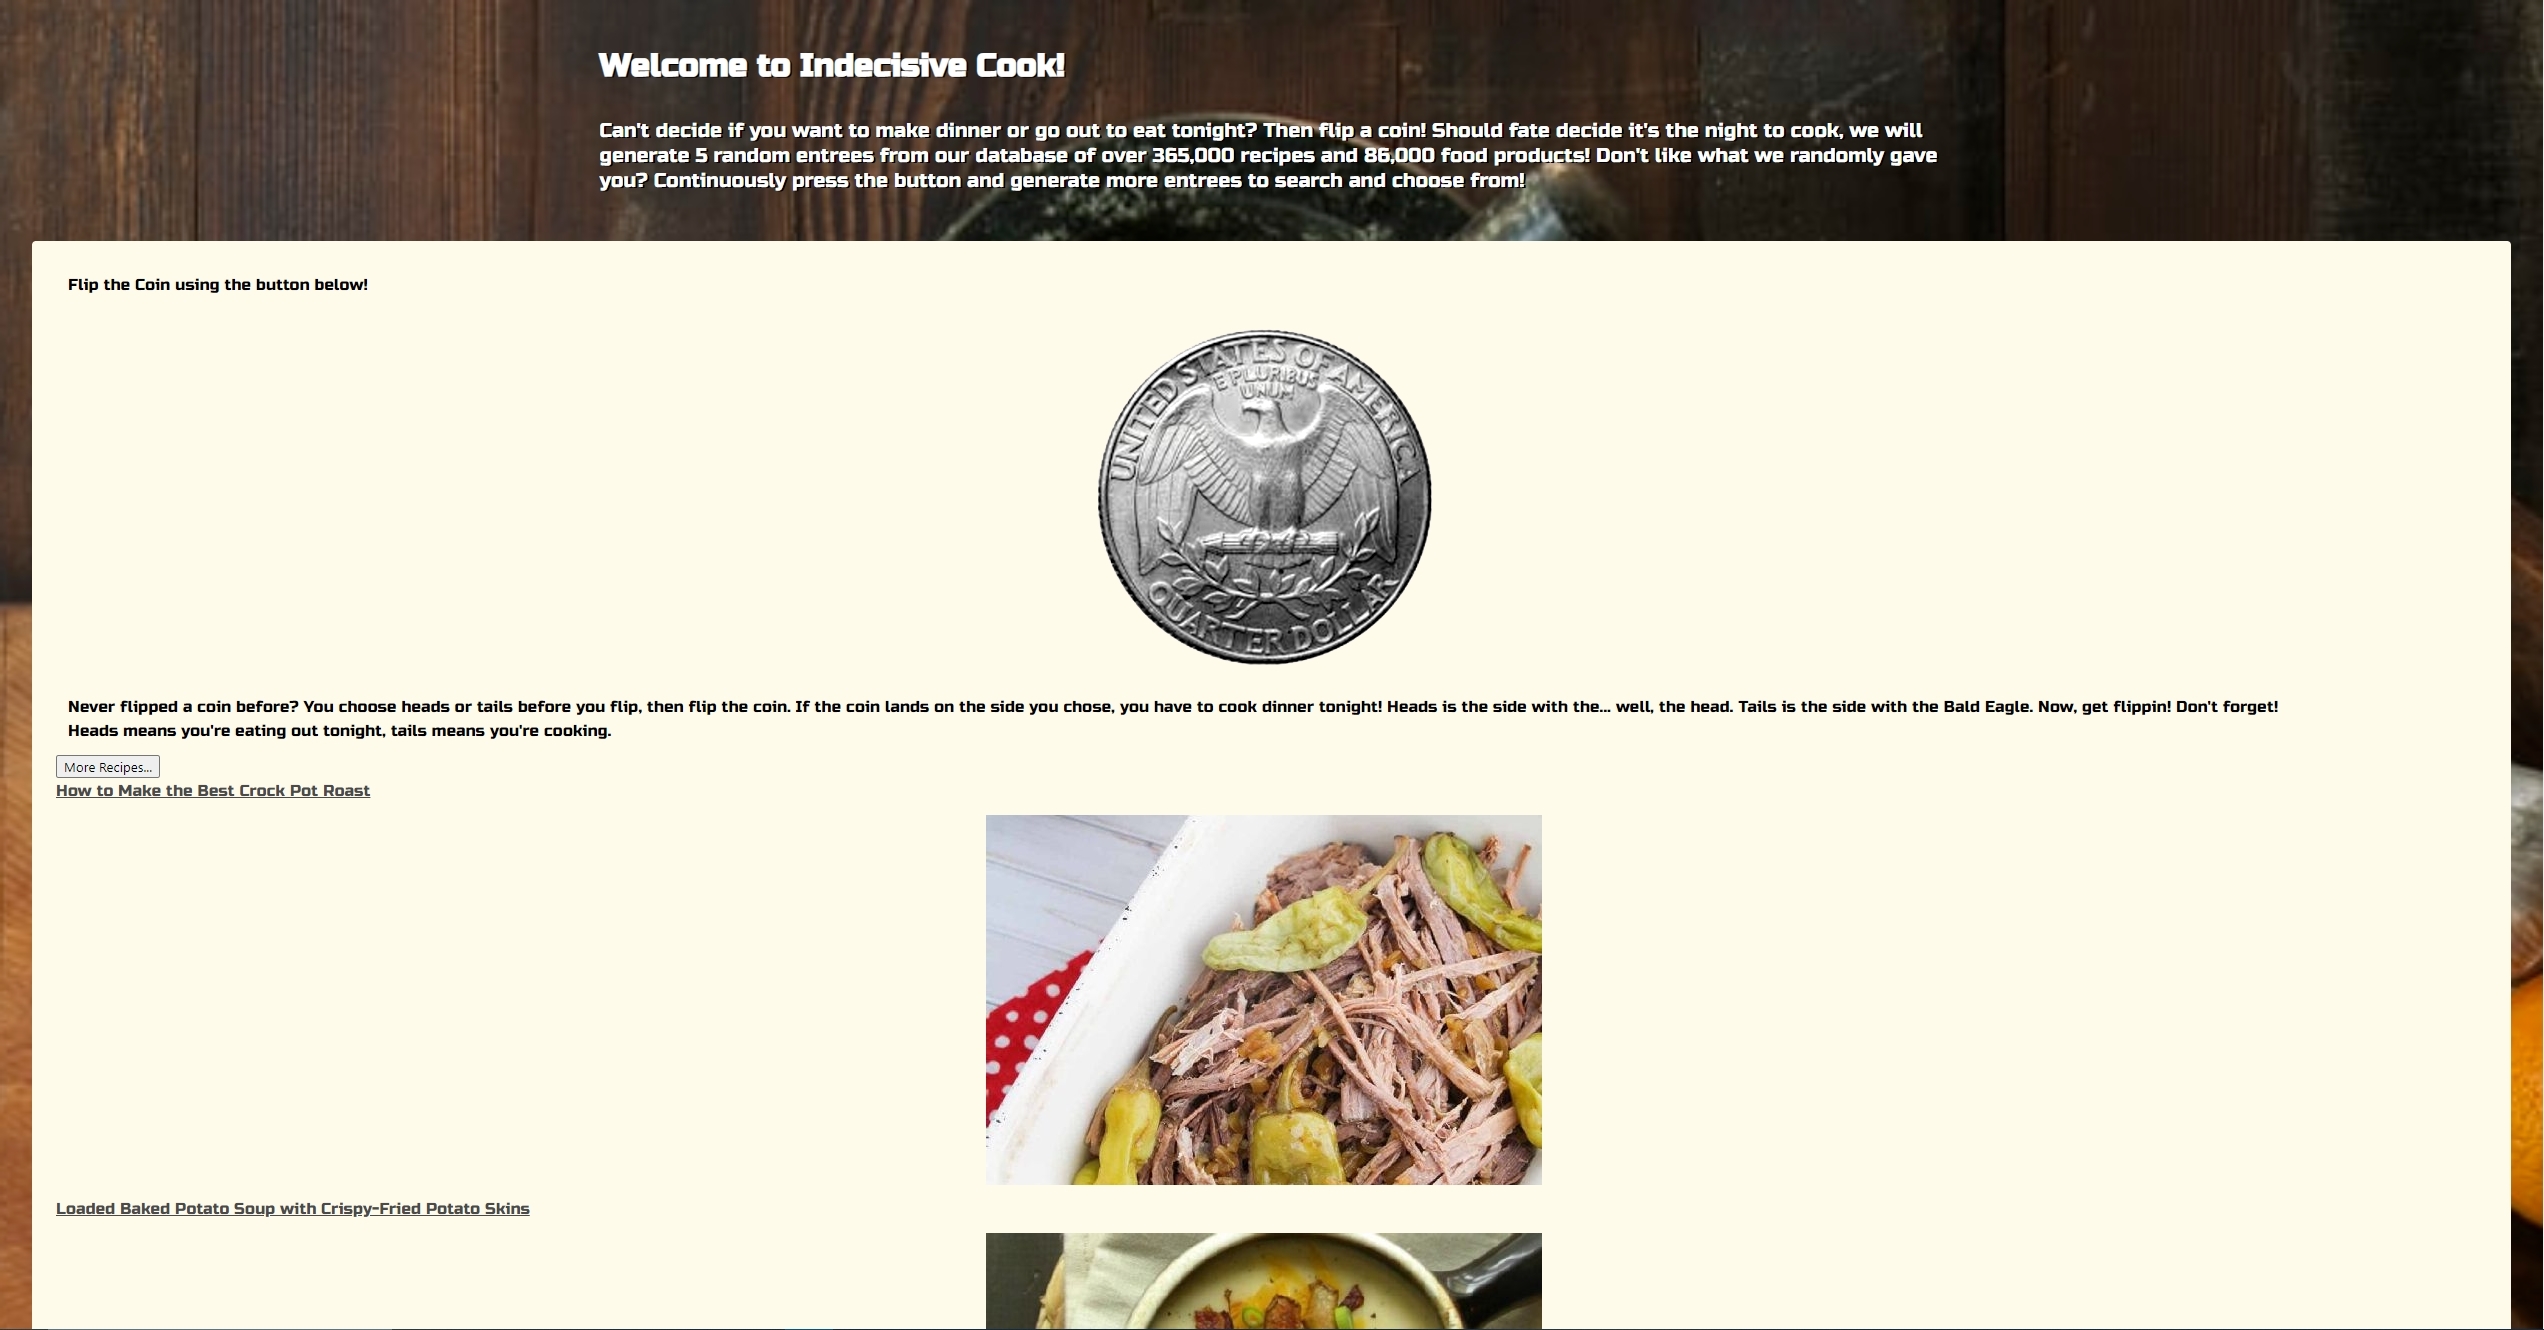 Welcome to Indecisive Cook!
Can't decide if you want to make dinner or go out to eat tonight? Then flip a coin! Should fate decide it's the night to cook, we will
generate 5 random entrees from our database of over 365,000 recipes and 86,000 food products! Don't like what we randomly gave
you? Continuously press the button and generate more entrees to search and choose from!
Flip the Coin using the button below!
UNITED STATES OF AMERICA
E PLURIBUS
UNUM
QUARTER DOLLAR
Never flipped a coin before? You choose heads or tails before you flip, then flip the coin. If the coin lands on the side you chose, you have to cook dinner tonight! Heads is the side with the... well, the head. Tails is the side with the Bald Eagle. Now, get flippin! Don't forget!
Heads means you're eating out tonight, tails means you're cooking.
More Recipes...
How to Make the Best Crock Pot Roast
Loaded Baked Potato Soup with Crispy-Fried Potato Skins